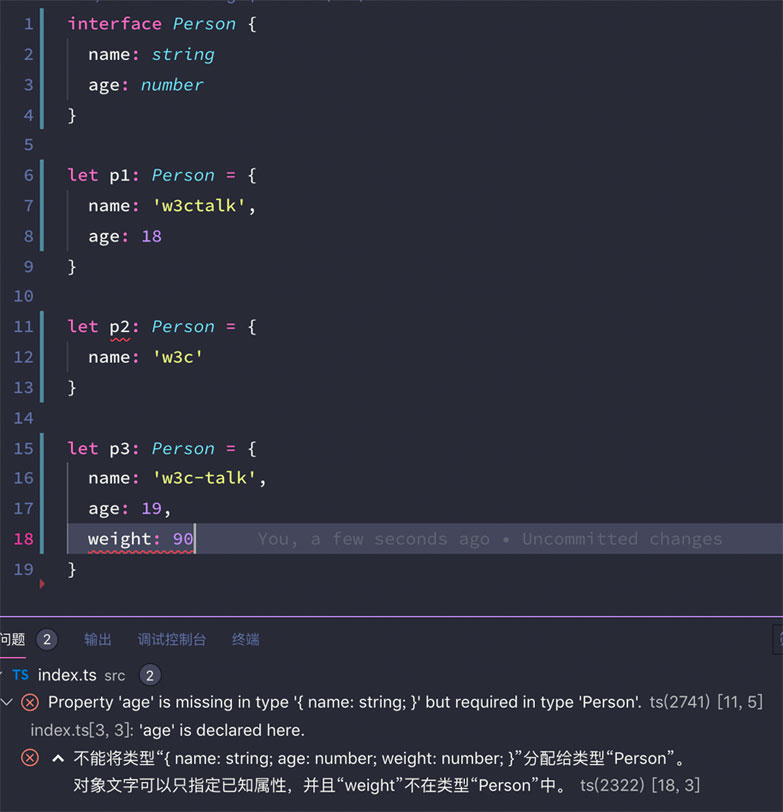 1 interface Person {
2 name: string
3 age: number
4 }
5
6 let p1: Person = {
7 name: 'w3ctalk',
8 age: 18
9 }
10
11 let p2: Person = {
12 name: 'w3c'
13 }
14
15 let p3: Person = {
16 name: 'w3c-talk',
17 age: 19,
18 weight: 90 You, a few seconds ago • Uncommitted changes
19 }
问题 2 输出 调试控制台 终端
TS index.ts src 2
Property 'age' is missing in type '{ name: string; }' but required in type 'Person'. ts(2741) [11, 5]
index.ts[3, 3]: 'age' is declared here.
不能将类型“{ name: string; age: number; weight: number; }”分配给类型“Person”。
对象文字可以只指定已知属性，并且“weight”不在类型“Person”中。 ts(2322) [18, 3]